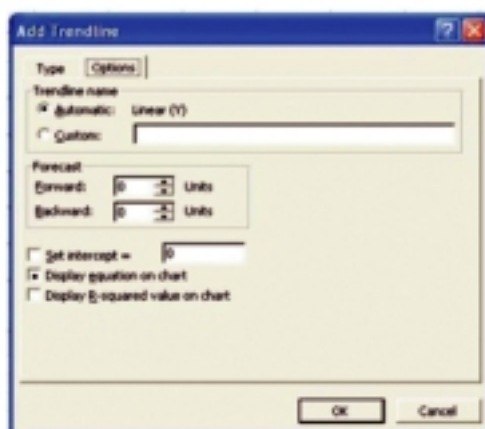 Add Trendline
Type Options
Trendline name
Automatic: Linear (Y)
Custom:
Forecast
Forward: 0 Units
Backward: 0 Units
Set intercept = 0
Display equation on chart
Display R-squared value on chart
OK Cancel